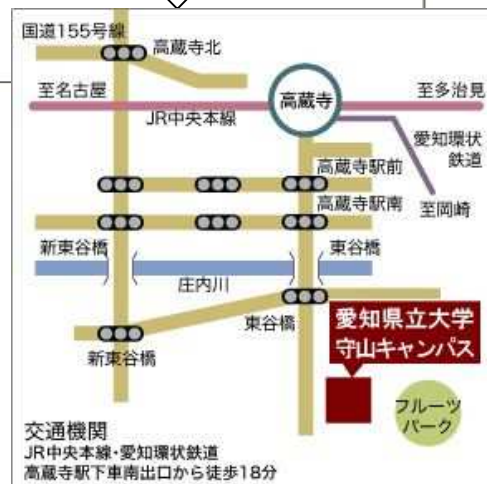 国道155号線
高蔵寺北
至名古屋
高蔵寺
至多治見
JR中央本線
愛知環状
鉄道
高蔵寺駅前
高蔵寺駅南
至岡崎
新東谷橋
東谷橋
庄内川
東谷橋
新東谷橋
愛知県立大学
守山キャンパス
フルーツ
パーク
交通機関
JR中央本線・愛知環状鉄道
高蔵寺駅下車南出口から徒歩18分